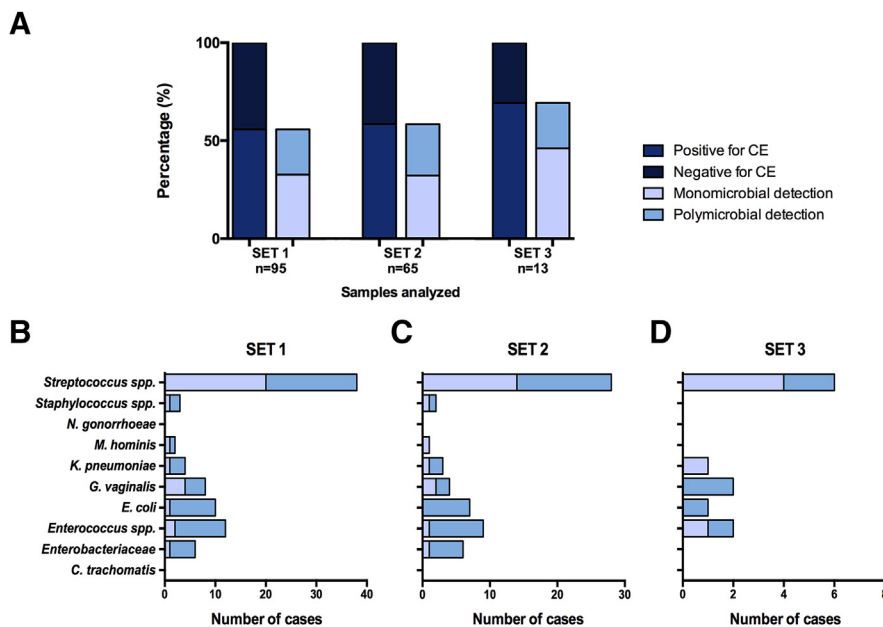 A
100
50
0
Percentage (%)
SET 1
n=95
SET 2
n=65
SET 3
n=13
Samples analyzed
Positive for CE
Negative for CE
Monomicrobial detection
Polymicrobial detection
B
SET 1
Streptococcus spp.
Staphylococcus spp.
N. gonorrhoeae
M. hominis
K. pneumoniae
G. vaginalis
E. coli
Enterococcus spp.
Enterobacteriaceae
C. trachomatis
0 20 40
Number of cases
C
SET 2
0 10 20 30
Number of cases
D
SET 3
0 2 4 6 8
Number of cases